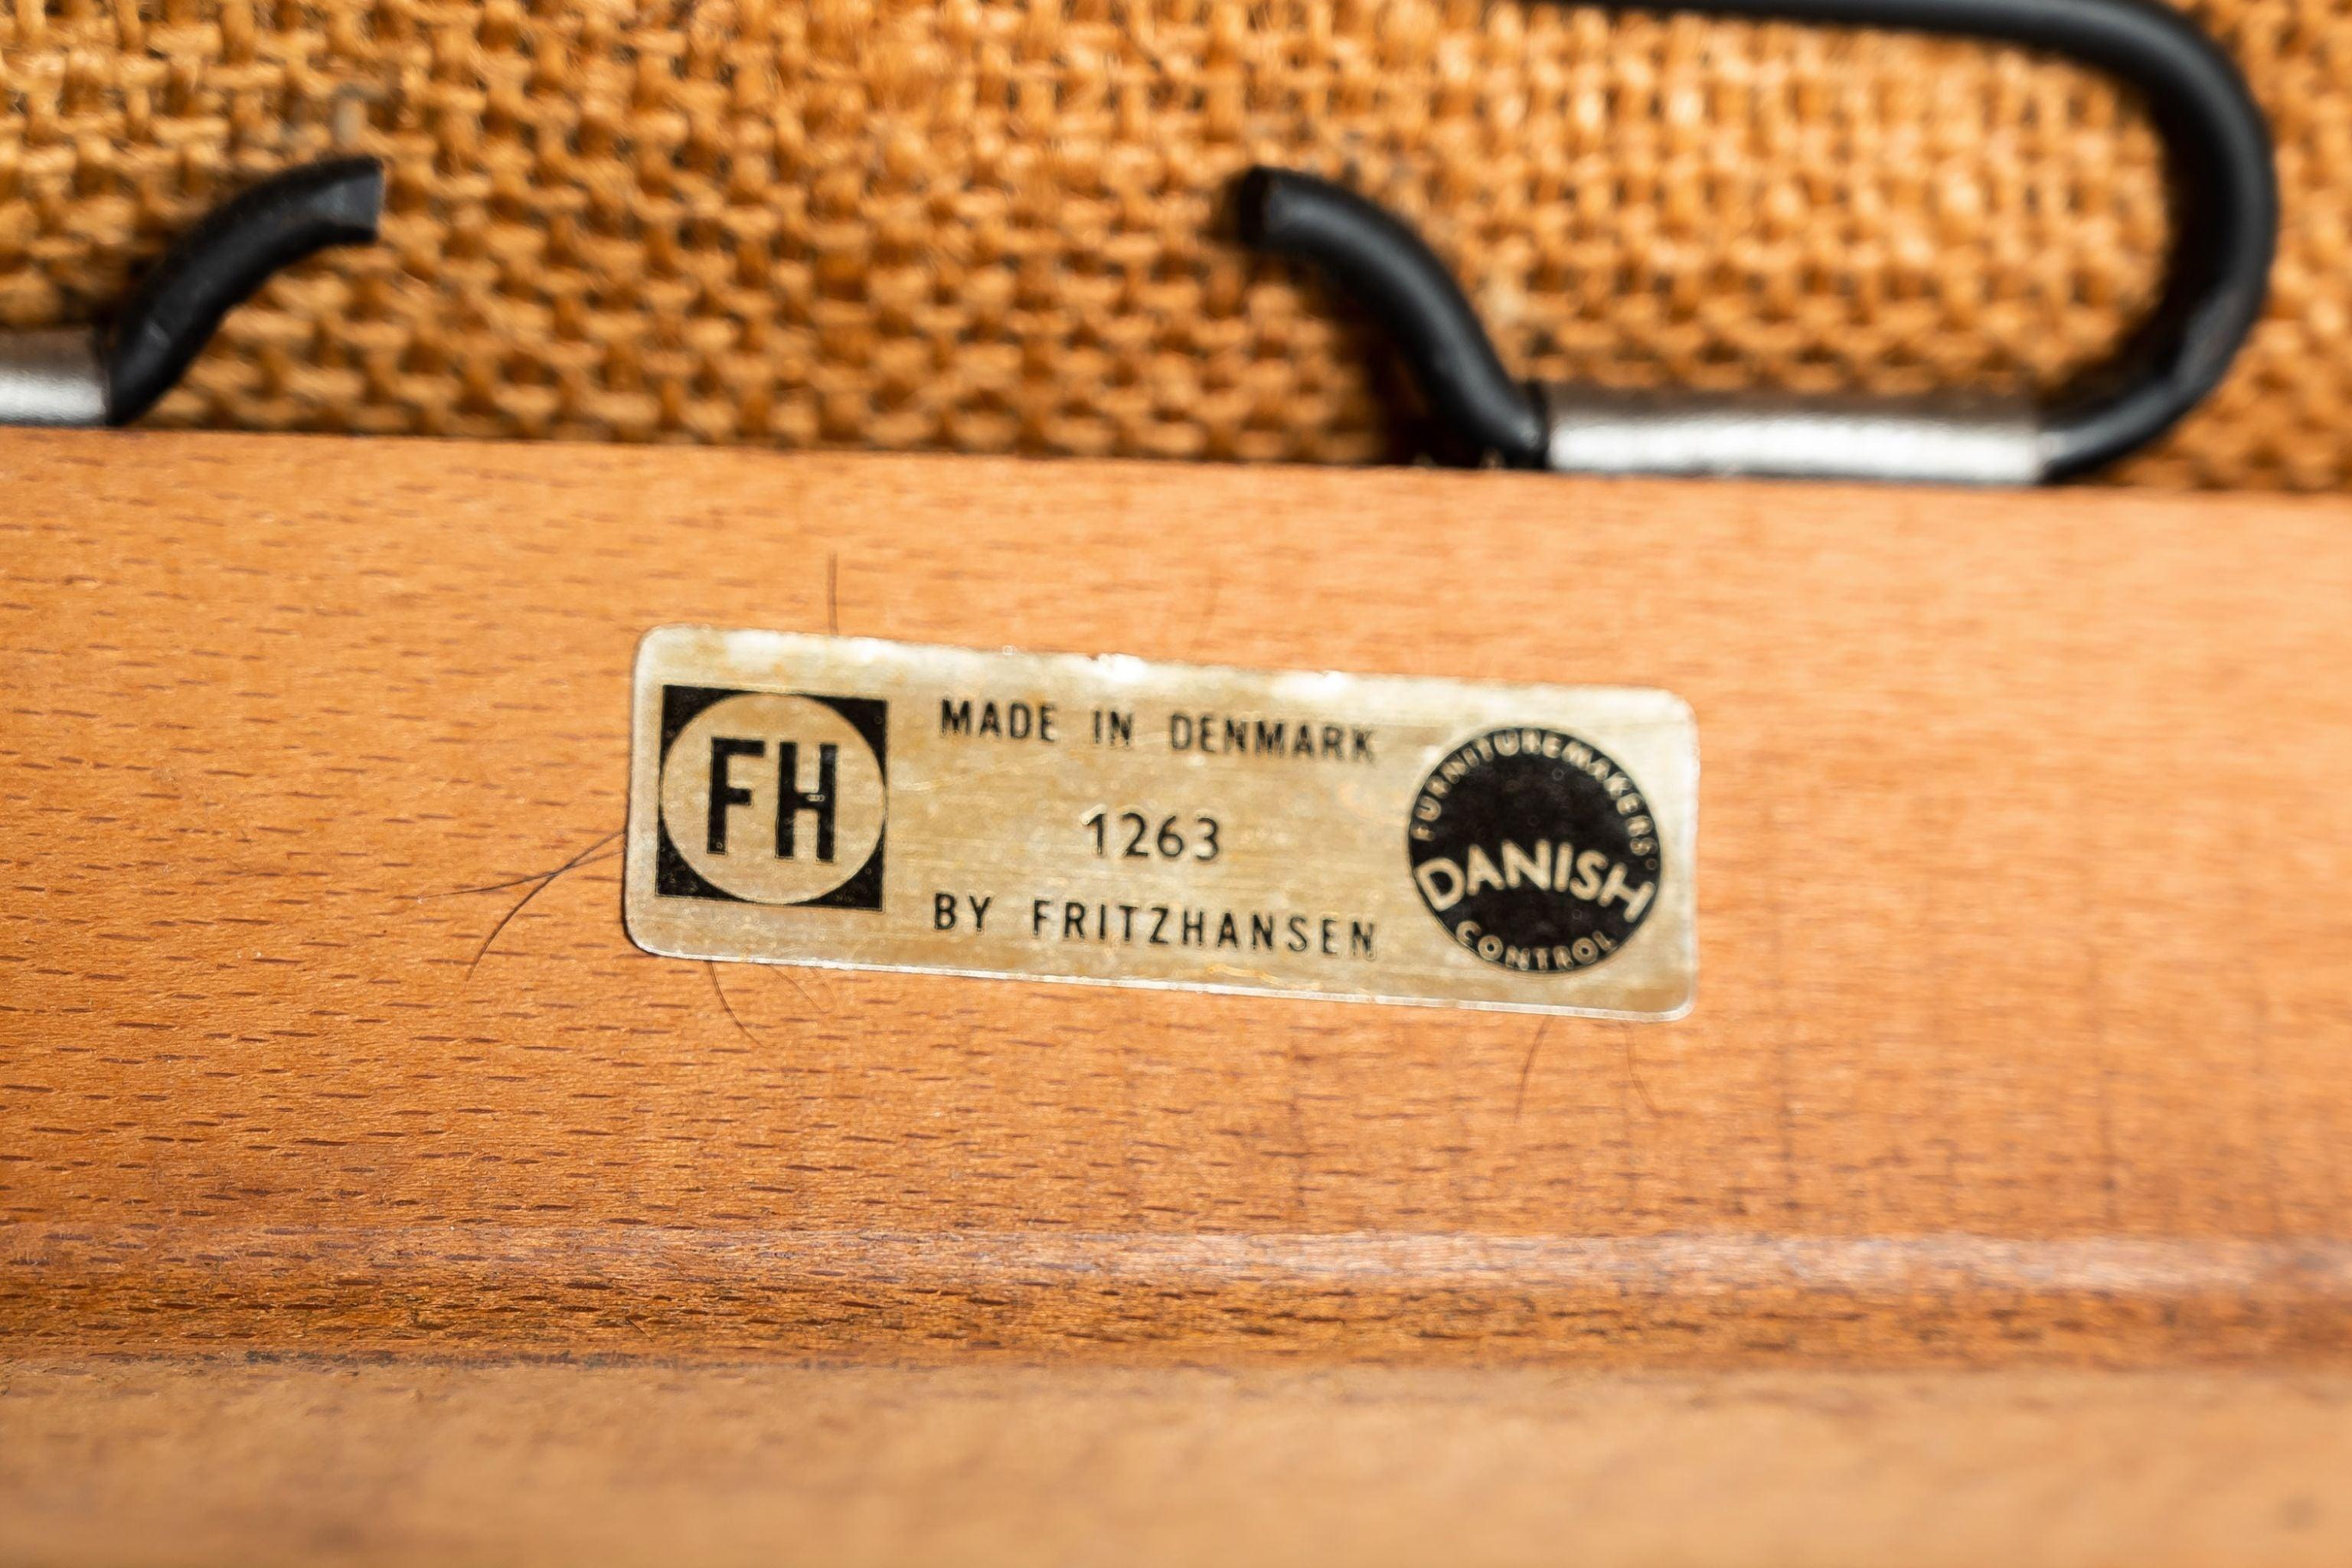 FH
MADE IN DENMARK
1263
BY FRITZHANSEN
FURNITUREMAKERS'
DANISH
CONTROL